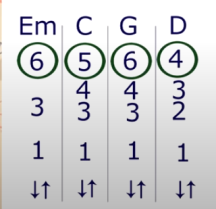 Em C G D
6 5 6 4
4 4 3
3 3 3 2
1 1 1 1
↓↑ ↓↑ ↓↑ ↓↑